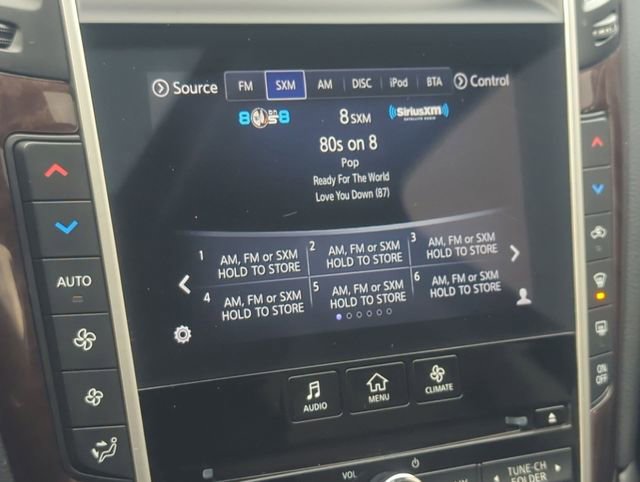 Source
FM SXM AM DISC iPod BTA
Control
8 SXM
SiriusXM
SATELLITE RADIO
80s on 8
Pop
Ready For The World
Love You Down (87)
1 AM, FM or SXM
HOLD TO STORE
2 AM, FM or SXM
HOLD TO STORE
3 AM, FM or SXM
HOLD TO STORE
4 AM, FM or SXM
HOLD TO STORE
5 AM, FM or SXM
HOLD TO STORE
6 AM, FM or SXM
HOLD TO STORE
AUTO
ON
OFF
AUDIO
MENU
CLIMATE
VOL
TUNE·CH
FOLDER